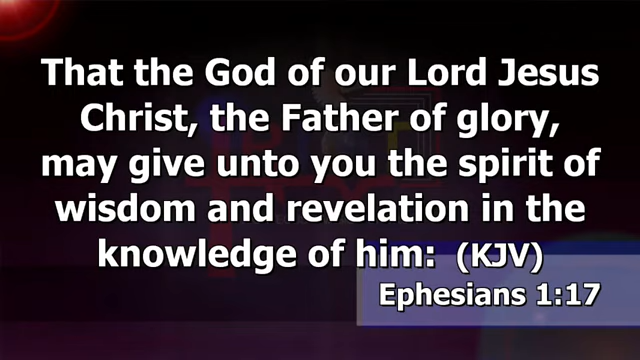 That the God of our Lord Jesus
Christ, the Father of glory,
may give unto you the spirit of
wisdom and revelation in the
knowledge of him: (KJV)
Ephesians 1:17